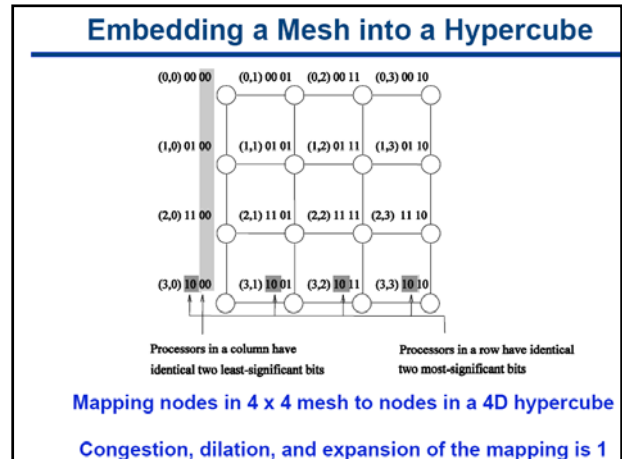 Embedding a Mesh into a Hypercube
(0,0) 00 00 (0,1) 00 01 (0,2) 00 11 (0,3) 00 10
(1,0) 01 00 (1,1) 01 01 (1,2) 01 11 (1,3) 01 10
(2,0) 11 00 (2,1) 11 01 (2,2) 11 11 (2,3) 11 10
(3,0) 10 00 (3,1) 10 01 (3,2) 10 11 (3,3) 10 10
Processors in a column have
identical two least-significant bits
Processors in a row have identical
two most-significant bits
Mapping nodes in 4 x 4 mesh to nodes in a 4D hypercube
Congestion, dilation, and expansion of the mapping is 1